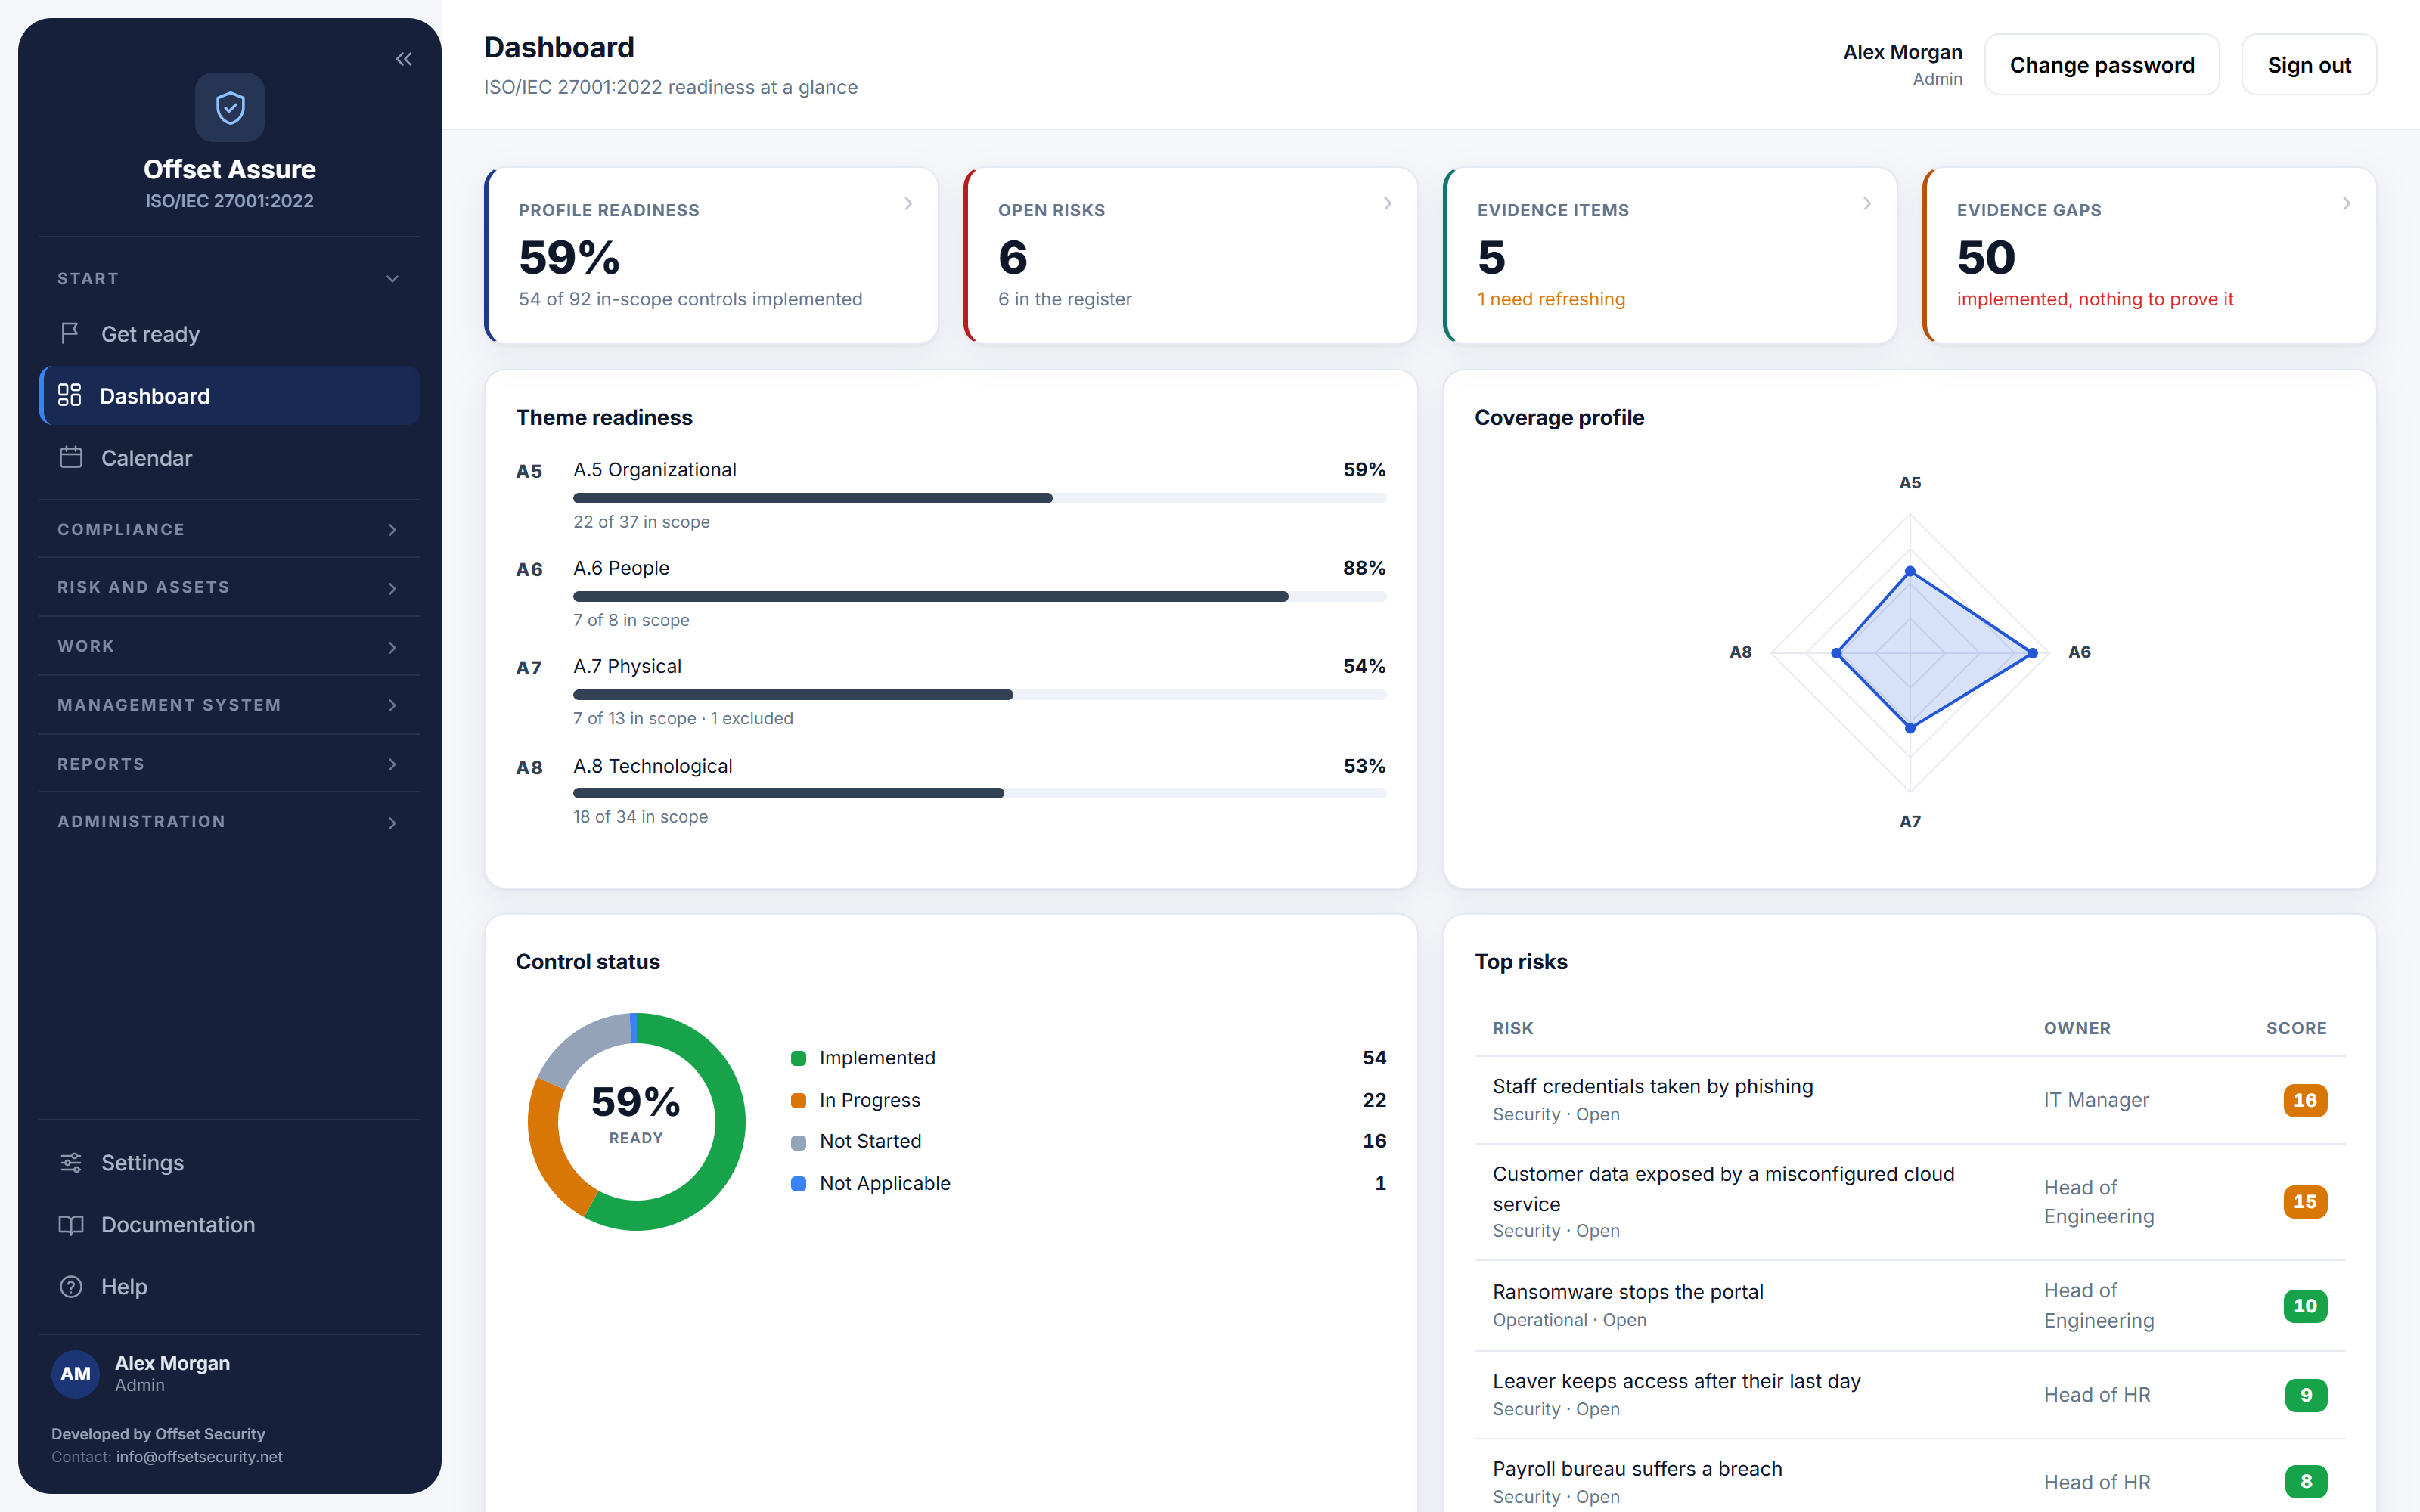 Offset Assure
ISO/IEC 27001:2022
START
Get ready
Dashboard
Calendar
COMPLIANCE
RISK AND ASSETS
WORK
MANAGEMENT SYSTEM
REPORTS
ADMINISTRATION
Settings
Documentation
Help
AM
Alex Morgan
Admin
Developed by Offset Security
Contact: info@offsetsecurity.net
Dashboard
ISO/IEC 27001:2022 readiness at a glance
Alex Morgan
Admin
Change password
Sign out
PROFILE READINESS
59%
54 of 92 in-scope controls implemented
OPEN RISKS
6
6 in the register
EVIDENCE ITEMS
5
1 need refreshing
EVIDENCE GAPS
50
implemented, nothing to prove it
Theme readiness
A5 A.5 Organizational 59%
22 of 37 in scope
A6 A.6 People 88%
7 of 8 in scope
A7 A.7 Physical 54%
7 of 13 in scope · 1 excluded
A8 A.8 Technological 53%
18 of 34 in scope
Coverage profile
A5
A8
A6
A7
Control status
59%
READY
Implemented 54
In Progress 22
Not Started 16
Not Applicable 1
Top risks
RISK OWNER SCORE
Staff credentials taken by phishing
Security · Open
IT Manager
16
Customer data exposed by a misconfigured cloud
service
Security · Open
Head of
Engineering
15
Ransomware stops the portal
Operational · Open
Head of
Engineering
10
Leaver keeps access after their last day
Security · Open
Head of HR
9
Payroll bureau suffers a breach
Security · Open
Head of HR
8